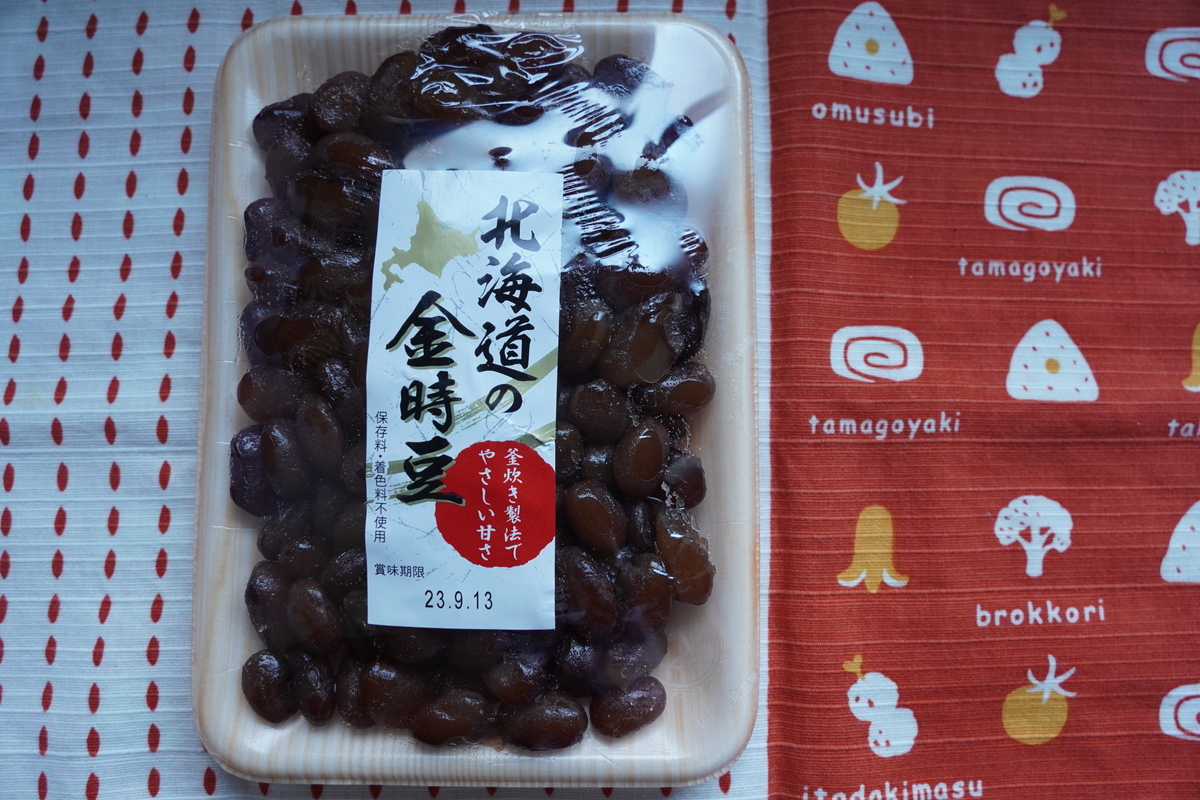 北海道の
金時豆
釜炊き製法で
やさしい甘さ
保存料・着色料不使用
賞味期限
23.9.13
omusubi
tamagoyaki
tamagoyaki
brokkori
itadakimasu